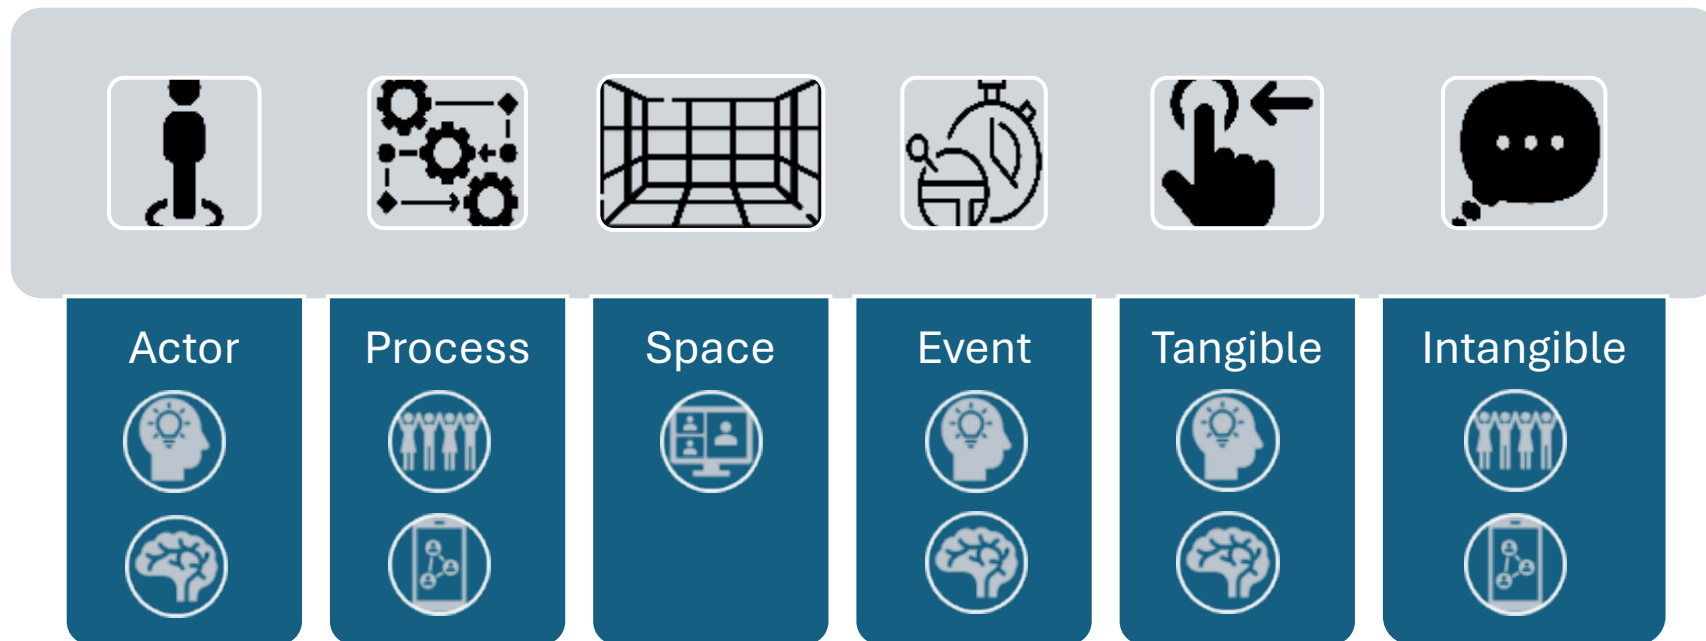 Actor
Process
Space
Event
Tangible
Intangible